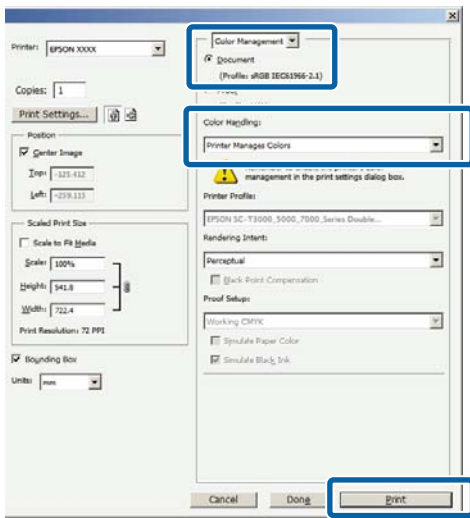 Printer: EPSON XXXX
Copies: 1
Print Settings...
Position
Center Image
Top: -125.412
Left: -259.113
Scaled Print Size
Scale to Fit Media
Scale: 100%
Height: 541.8
Width: 722.4
Print Resolution: 72 PPI
Bounding Box
Units: mm
Color Management
Document
(Profile: sRGB IEC61966-2.1)
Color Handling:
Printer Manages Colors
management in the print settings dialog box.
Printer Profile:
EPSON SC-T3000_5000_7000_Series Double...
Rendering Intent:
Perceptual
Black Point Compensation
Proof Setup:
Working CMYK
Simulate Paper Color
Simulate Black Ink
Cancel
Done
Print